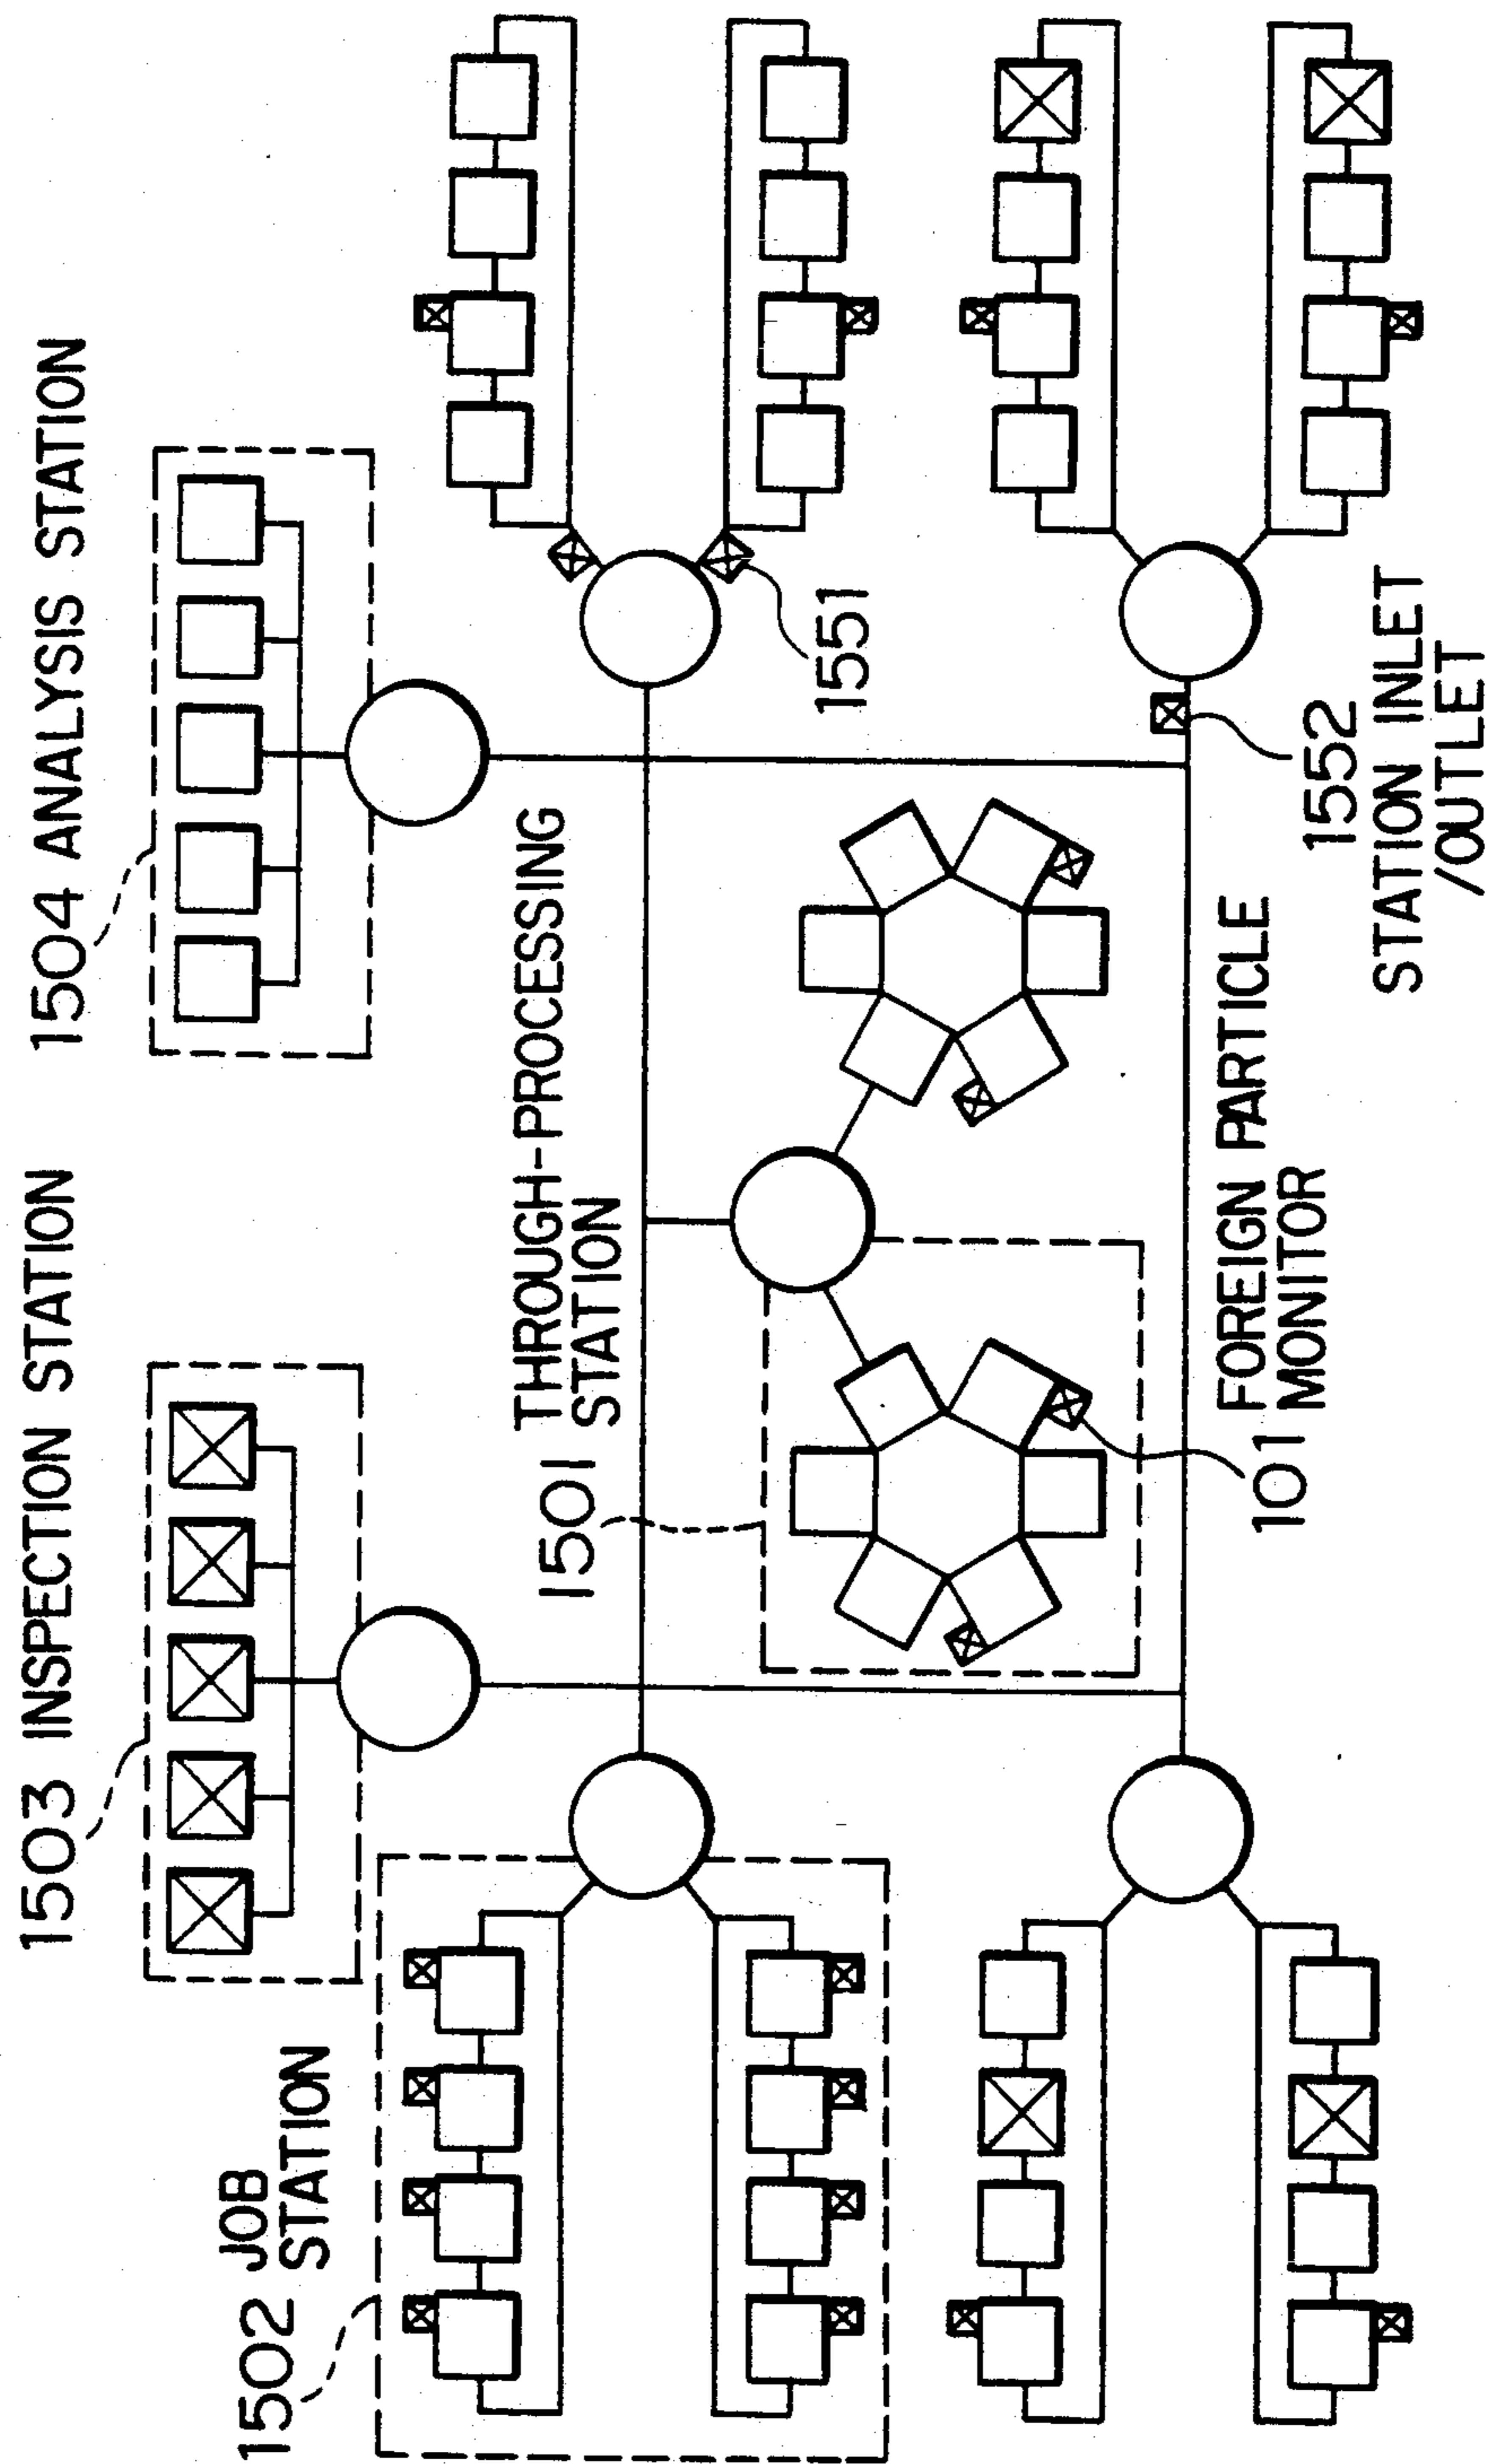 1503 INSPECTION STATION
1504 ANALYSIS STATION
1502 JOB
STATION
THROUGH-PROCESSING
STATION
1501
1551
FOREIGN PARTICLE
MONITOR
101
1552
STATION INLET
/OUTLET